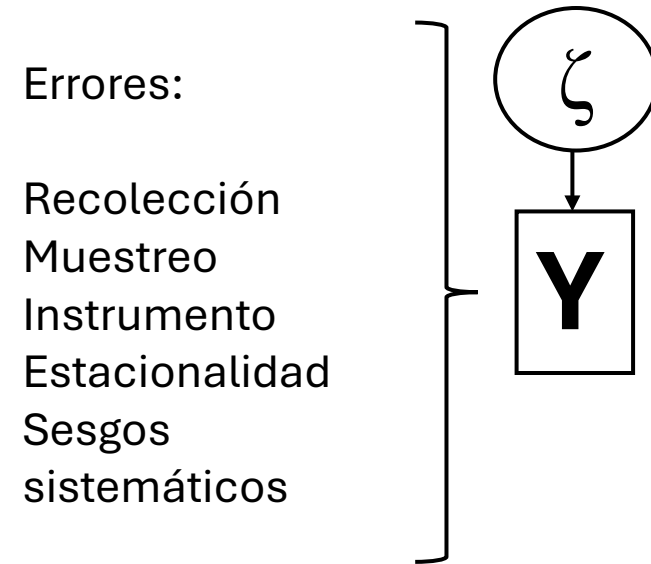 Errores:
Recolección
Muestreo
Instrumento
Estacionalidad
Sesgos
sistemáticos
ζ
Y